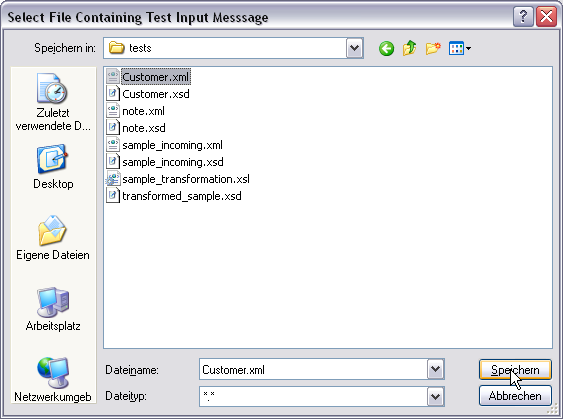 Select File Containing Test Input Messsage
Speichern in: tests
Zuletzt
verwendete D...
Desktop
Eigene Dateien
Arbeitsplatz
Netzwerkumgeb
Customer.xml
Customer.xsd
note.xml
note.xsd
sample_incoming.xml
sample_incoming.xsd
sample_transformation.xsl
transformed_sample.xsd
Dateiname: Customer.xml Speichern
Dateityp: *.* Abbrechen